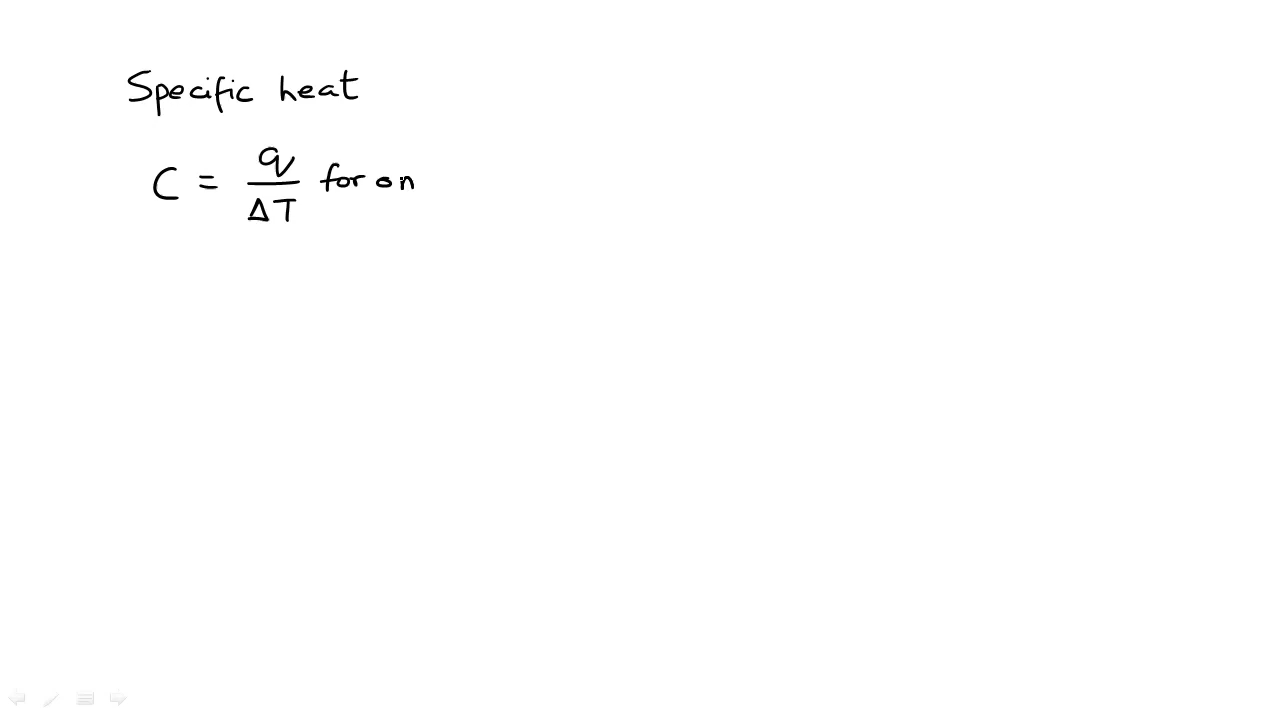 Specific heat
C = q/ΔT for on